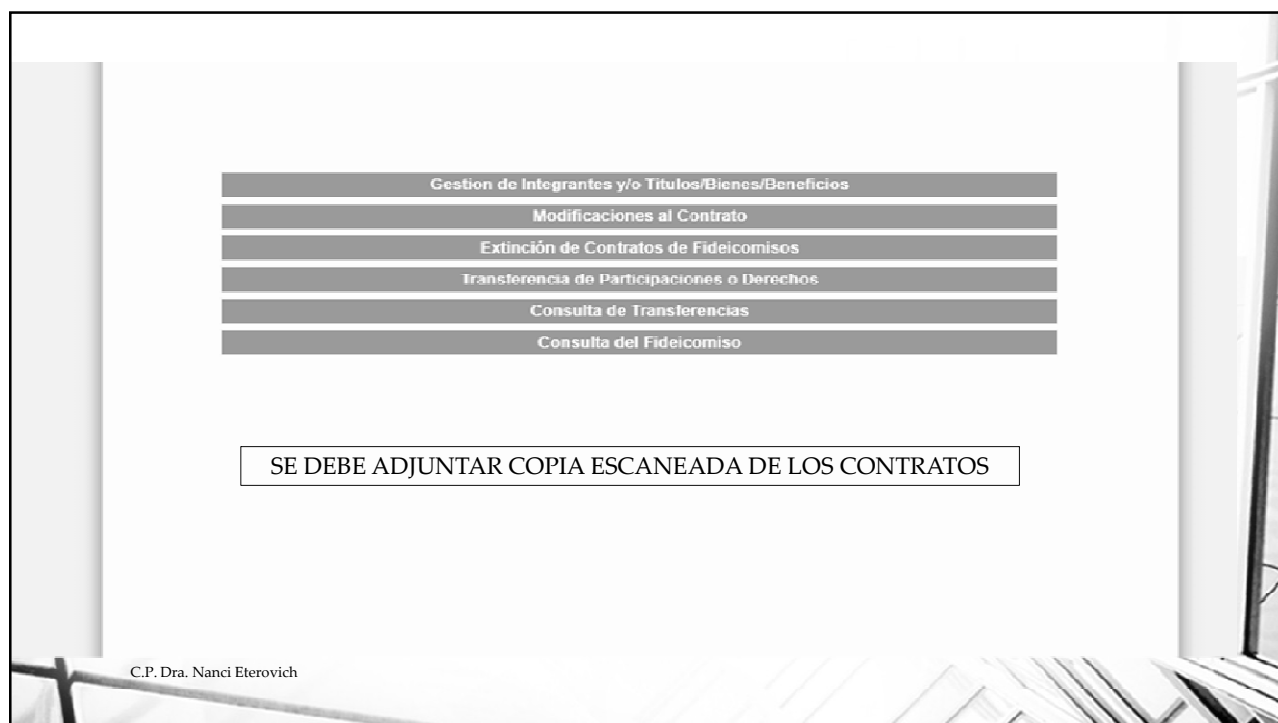 Gestion de Integrantes y/o Titulos/Bienes/Beneficios
Modificaciones al Contrato
Extinción de Contratos de Fideicomisos
Transferencia de Participaciones o Derechos
Consulta de Transferencias
Consulta del Fideicomiso
SE DEBE ADJUNTAR COPIA ESCANEADA DE LOS CONTRATOS
C.P. Dra. Nanci Eterovich